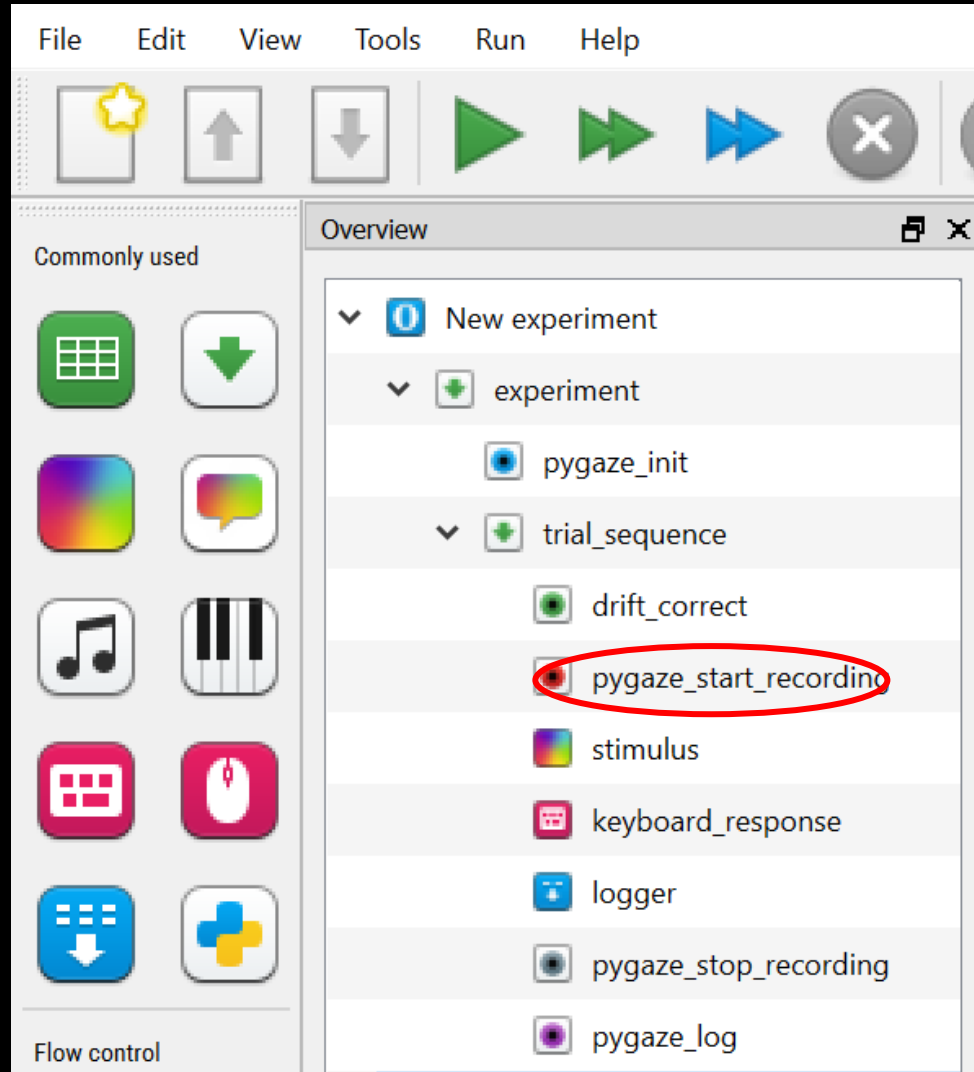 File Edit View Tools Run Help
Overview
Commonly used
New experiment
experiment
pygaze_init
trial_sequence
drift_correct
pygaze_start_recording
stimulus
keyboard_response
logger
pygaze_stop_recording
pygaze_log
Flow control